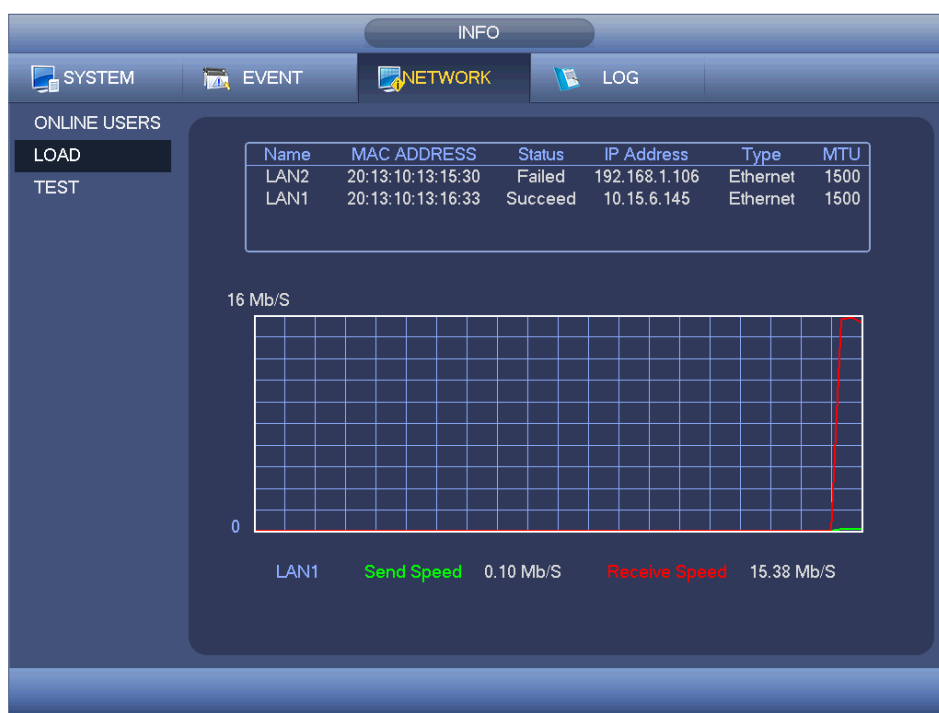 INFO
SYSTEM EVENT NETWORK LOG
ONLINE USERS
LOAD
TEST
Name MAC ADDRESS Status IP Address Type MTU
LAN2 20:13:10:13:15:30 Failed 192.168.1.106 Ethernet 1500
LAN1 20:13:10:13:16:33 Succeed 10.15.6.145 Ethernet 1500
16 Mb/S
0
LAN1 Send Speed 0.10 Mb/S Receive Speed 15.38 Mb/S